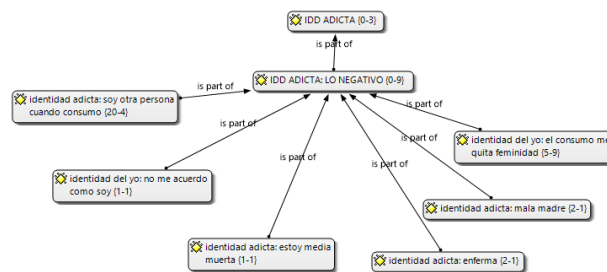 IDD ADICTA {0-3}
is part of
IDD ADICTA: LO NEGATIVO {0-9}
is part of
identidad adicta: soy otra persona
cuando consumo {20-4}
is part of
is part of
is part of
is part of
is part of
identidad del yo: el consumo me
quita feminidad {5-9}
identidad del yo: no me acuerdo
como soy {1-1}
identidad adicta: mala madre {2-1}
identidad adicta: estoy media
muerta {1-1}
identidad adicta: enferma {2-1}